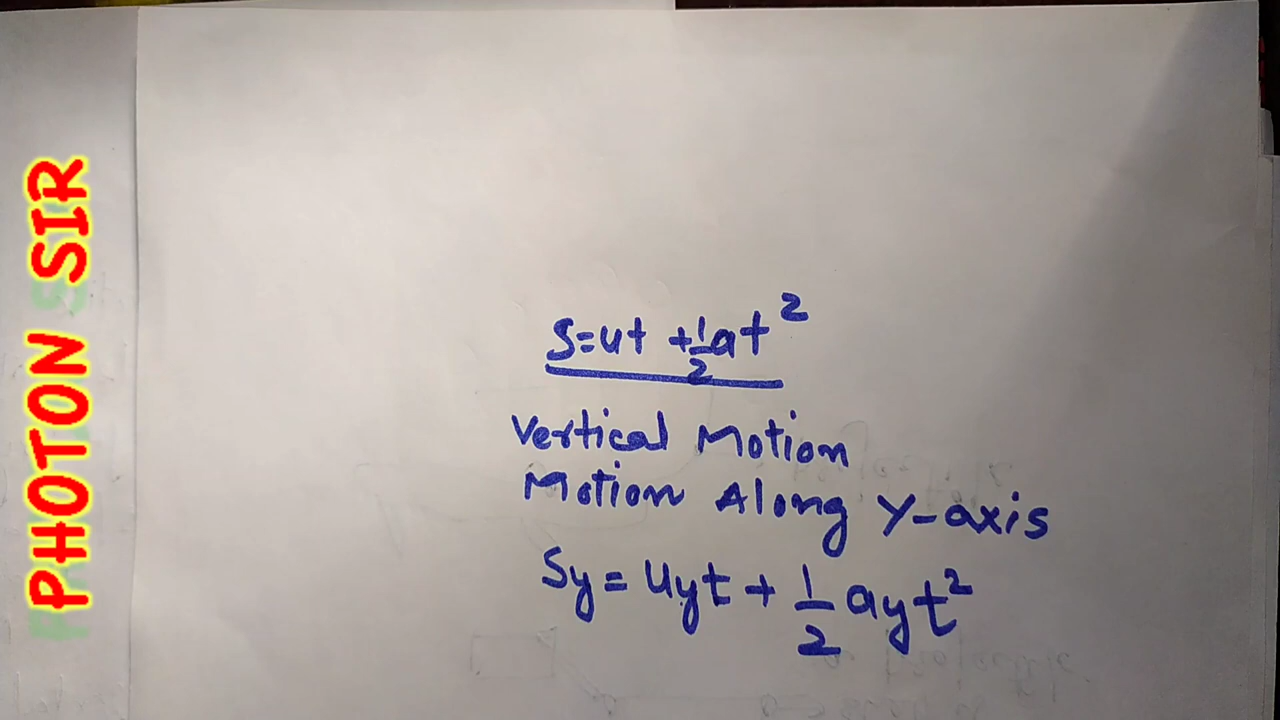 PHOTON SIR
S=ut +1/2at²
Vertical Motion
Motion Along Y-axis
Sy= Uyt + 1/2 ayt²